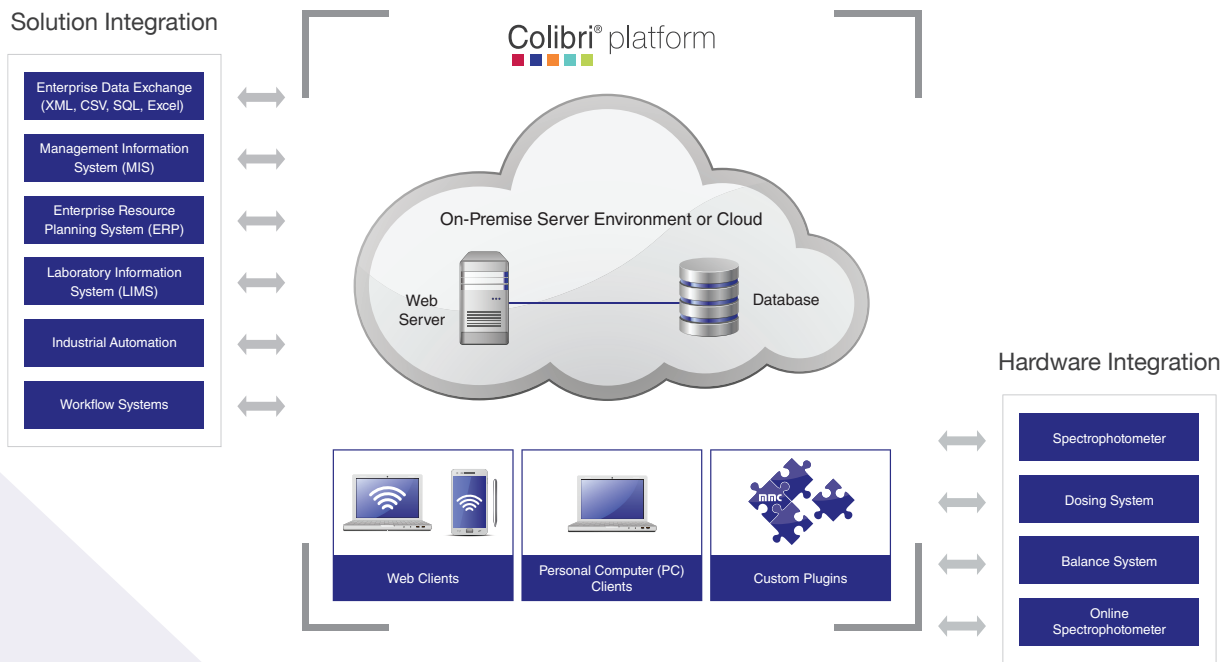 Solution Integration
Enterprise Data Exchange
(XML, CSV, SQL, Excel)
Management Information
System (MIS)
Enterprise Resource
Planning System (ERP)
Laboratory Information
System (LIMS)
Industrial Automation
Workflow Systems
Colibri® platform
On-Premise Server Environment or Cloud
Web
Server
Database
mmc
Web Clients
Personal Computer (PC)
Clients
Custom Plugins
Hardware Integration
Spectrophotometer
Dosing System
Balance System
Online
Spectrophotometer